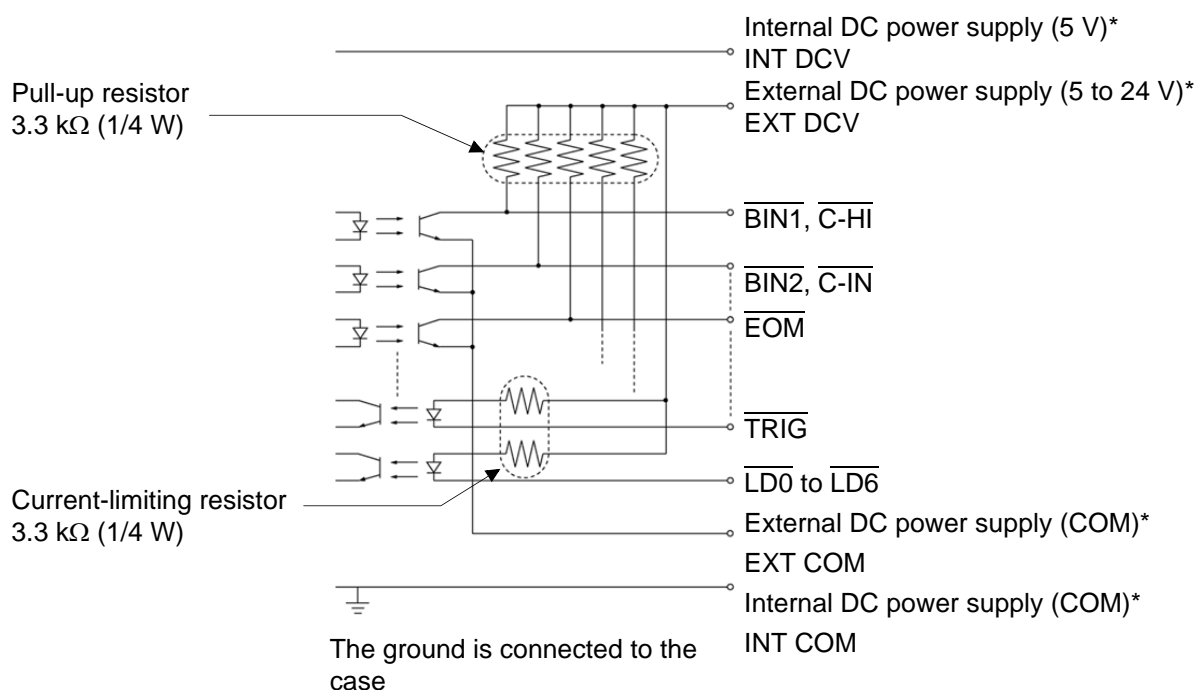 Internal DC power supply (5 V)*
INT DCV
Pull-up resistor
3.3 kΩ (1/4 W)
External DC power supply (5 to 24 V)*
EXT DCV
BIN1, C-HI
BIN2, C-IN
EOM
TRIG
LD0 to LD6
Current-limiting resistor
3.3 kΩ (1/4 W)
External DC power supply (COM)*
EXT COM
Internal DC power supply (COM)*
INT COM
The ground is connected to the
case